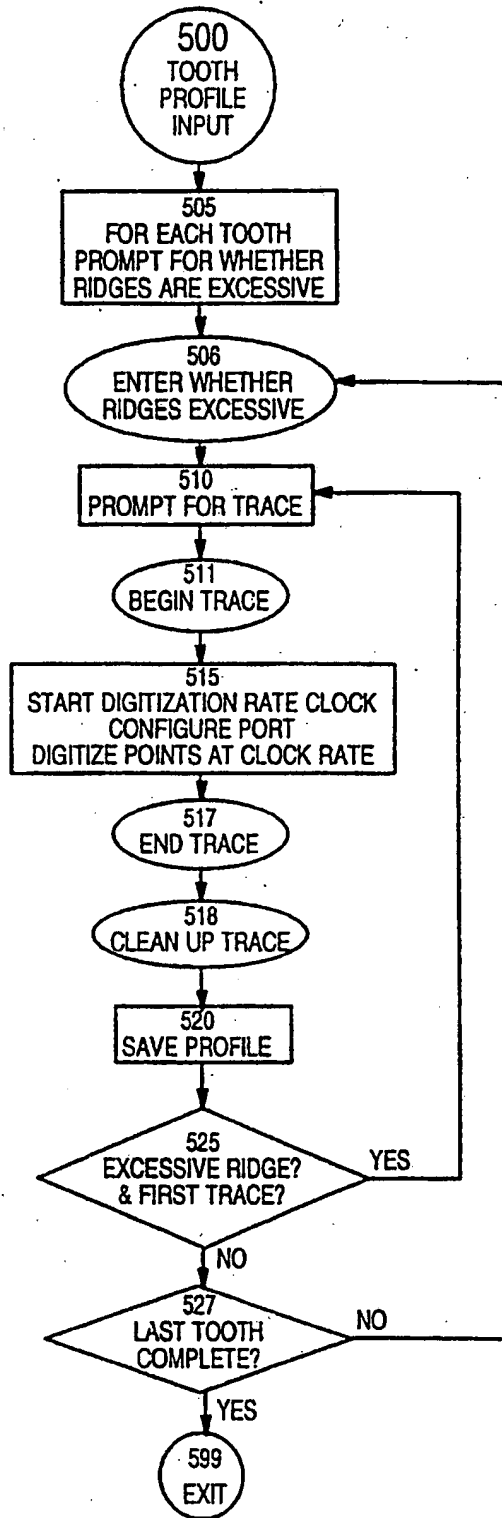 500
TOOTH
PROFILE
INPUT
505
FOR EACH TOOTH
PROMPT FOR WHETHER
RIDGES ARE EXCESSIVE
506
ENTER WHETHER
RIDGES EXCESSIVE
510
PROMPT FOR TRACE
511
BEGIN TRACE
515
START DIGITIZATION RATE CLOCK
CONFIGURE PORT
DIGITIZE POINTS AT CLOCK RATE
517
END TRACE
518
CLEAN UP TRACE
520
SAVE PROFILE
525
EXCESSIVE RIDGE?
& FIRST TRACE?
YES
NO
527
LAST TOOTH
COMPLETE?
NO
YES
599
EXIT